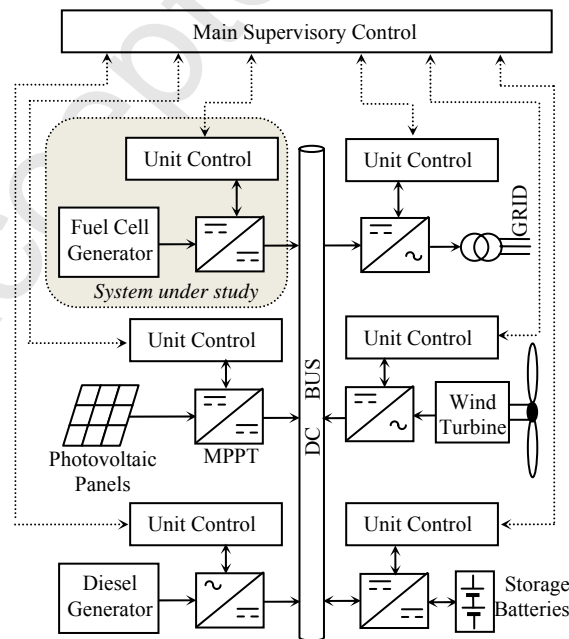 Main Supervisory Control
Unit Control
Unit Control
Fuel Cell
Generator
GRID
System under study
Unit Control
Unit Control
DC BUS
Wind
Turbine
MPPT
Photovoltaic
Panels
Unit Control
Unit Control
Diesel
Generator
Storage
Batteries